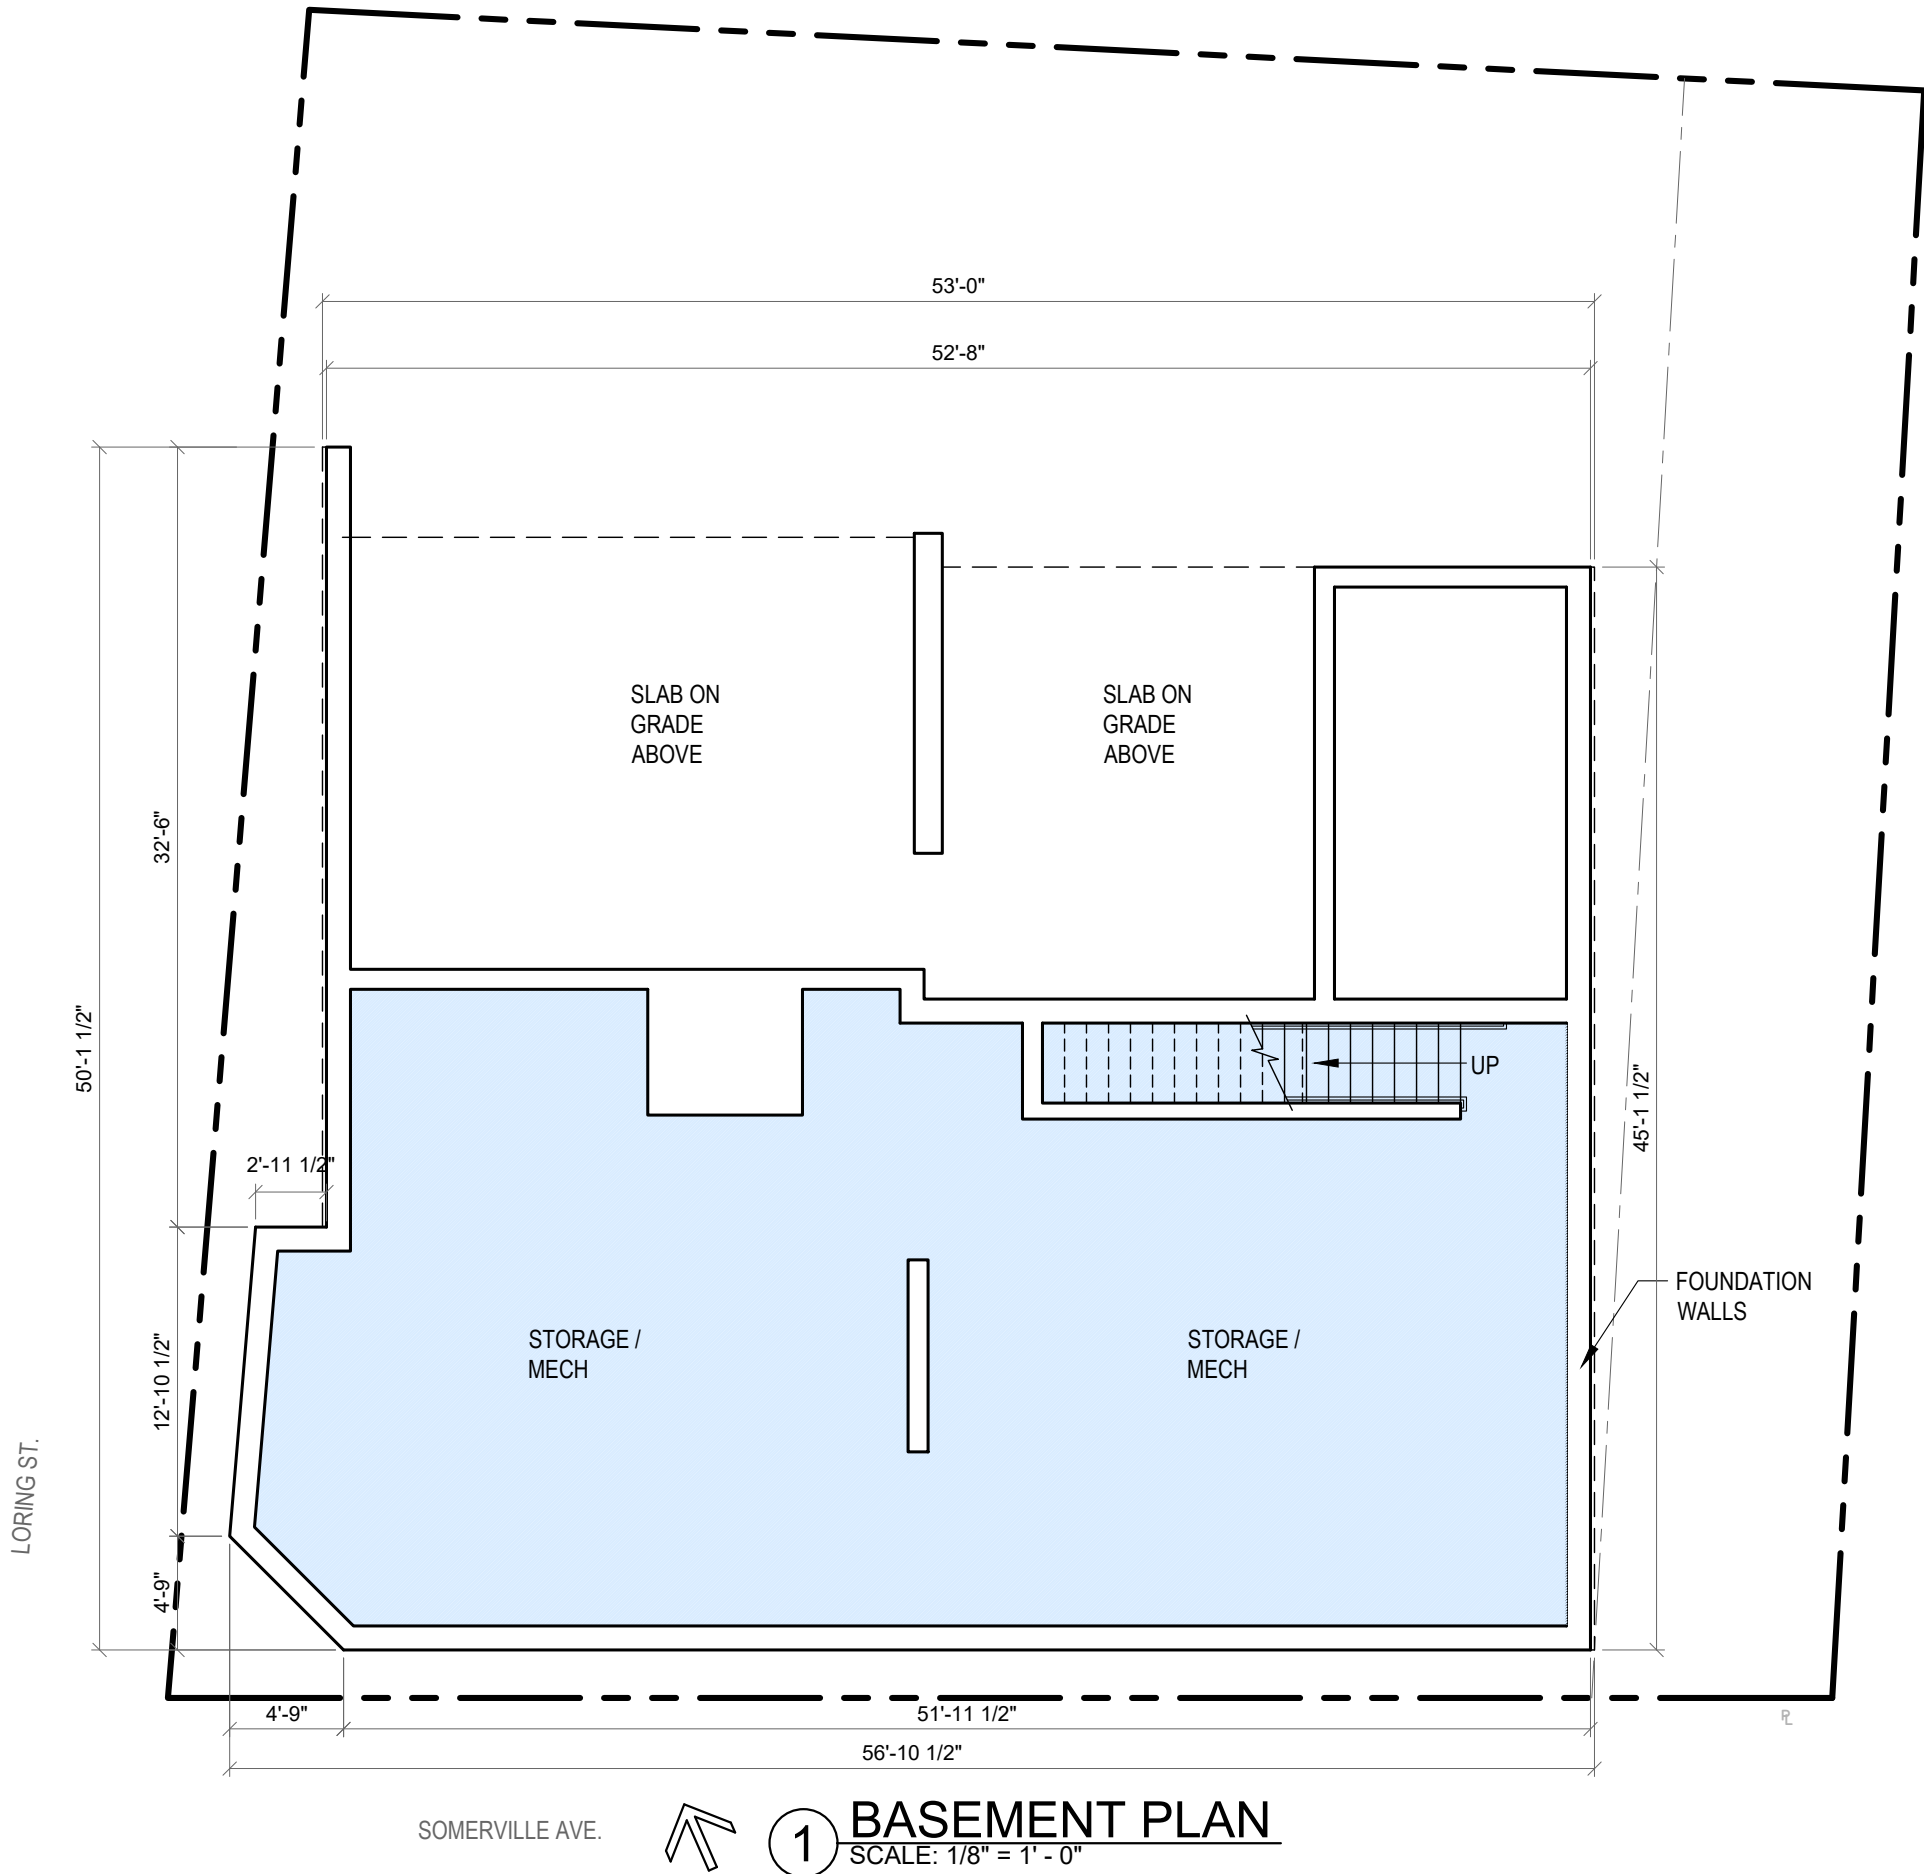 53'-0"
52'-8"
SLAB ON
GRADE
ABOVE
SLAB ON
GRADE
ABOVE
32'-6"
50'-1 1/2"
UP
45'-1 1/2"
2'-11 1/2"
FOUNDATION
WALLS
STORAGE /
MECH
STORAGE /
MECH
12'-10 1/2"
LORING ST.
4'-9"
4'-9"
51'-11 1/2"
PL
56'-10 1/2"
SOMERVILLE AVE.
1
BASEMENT PLAN
SCALE: 1/8" = 1' - 0"